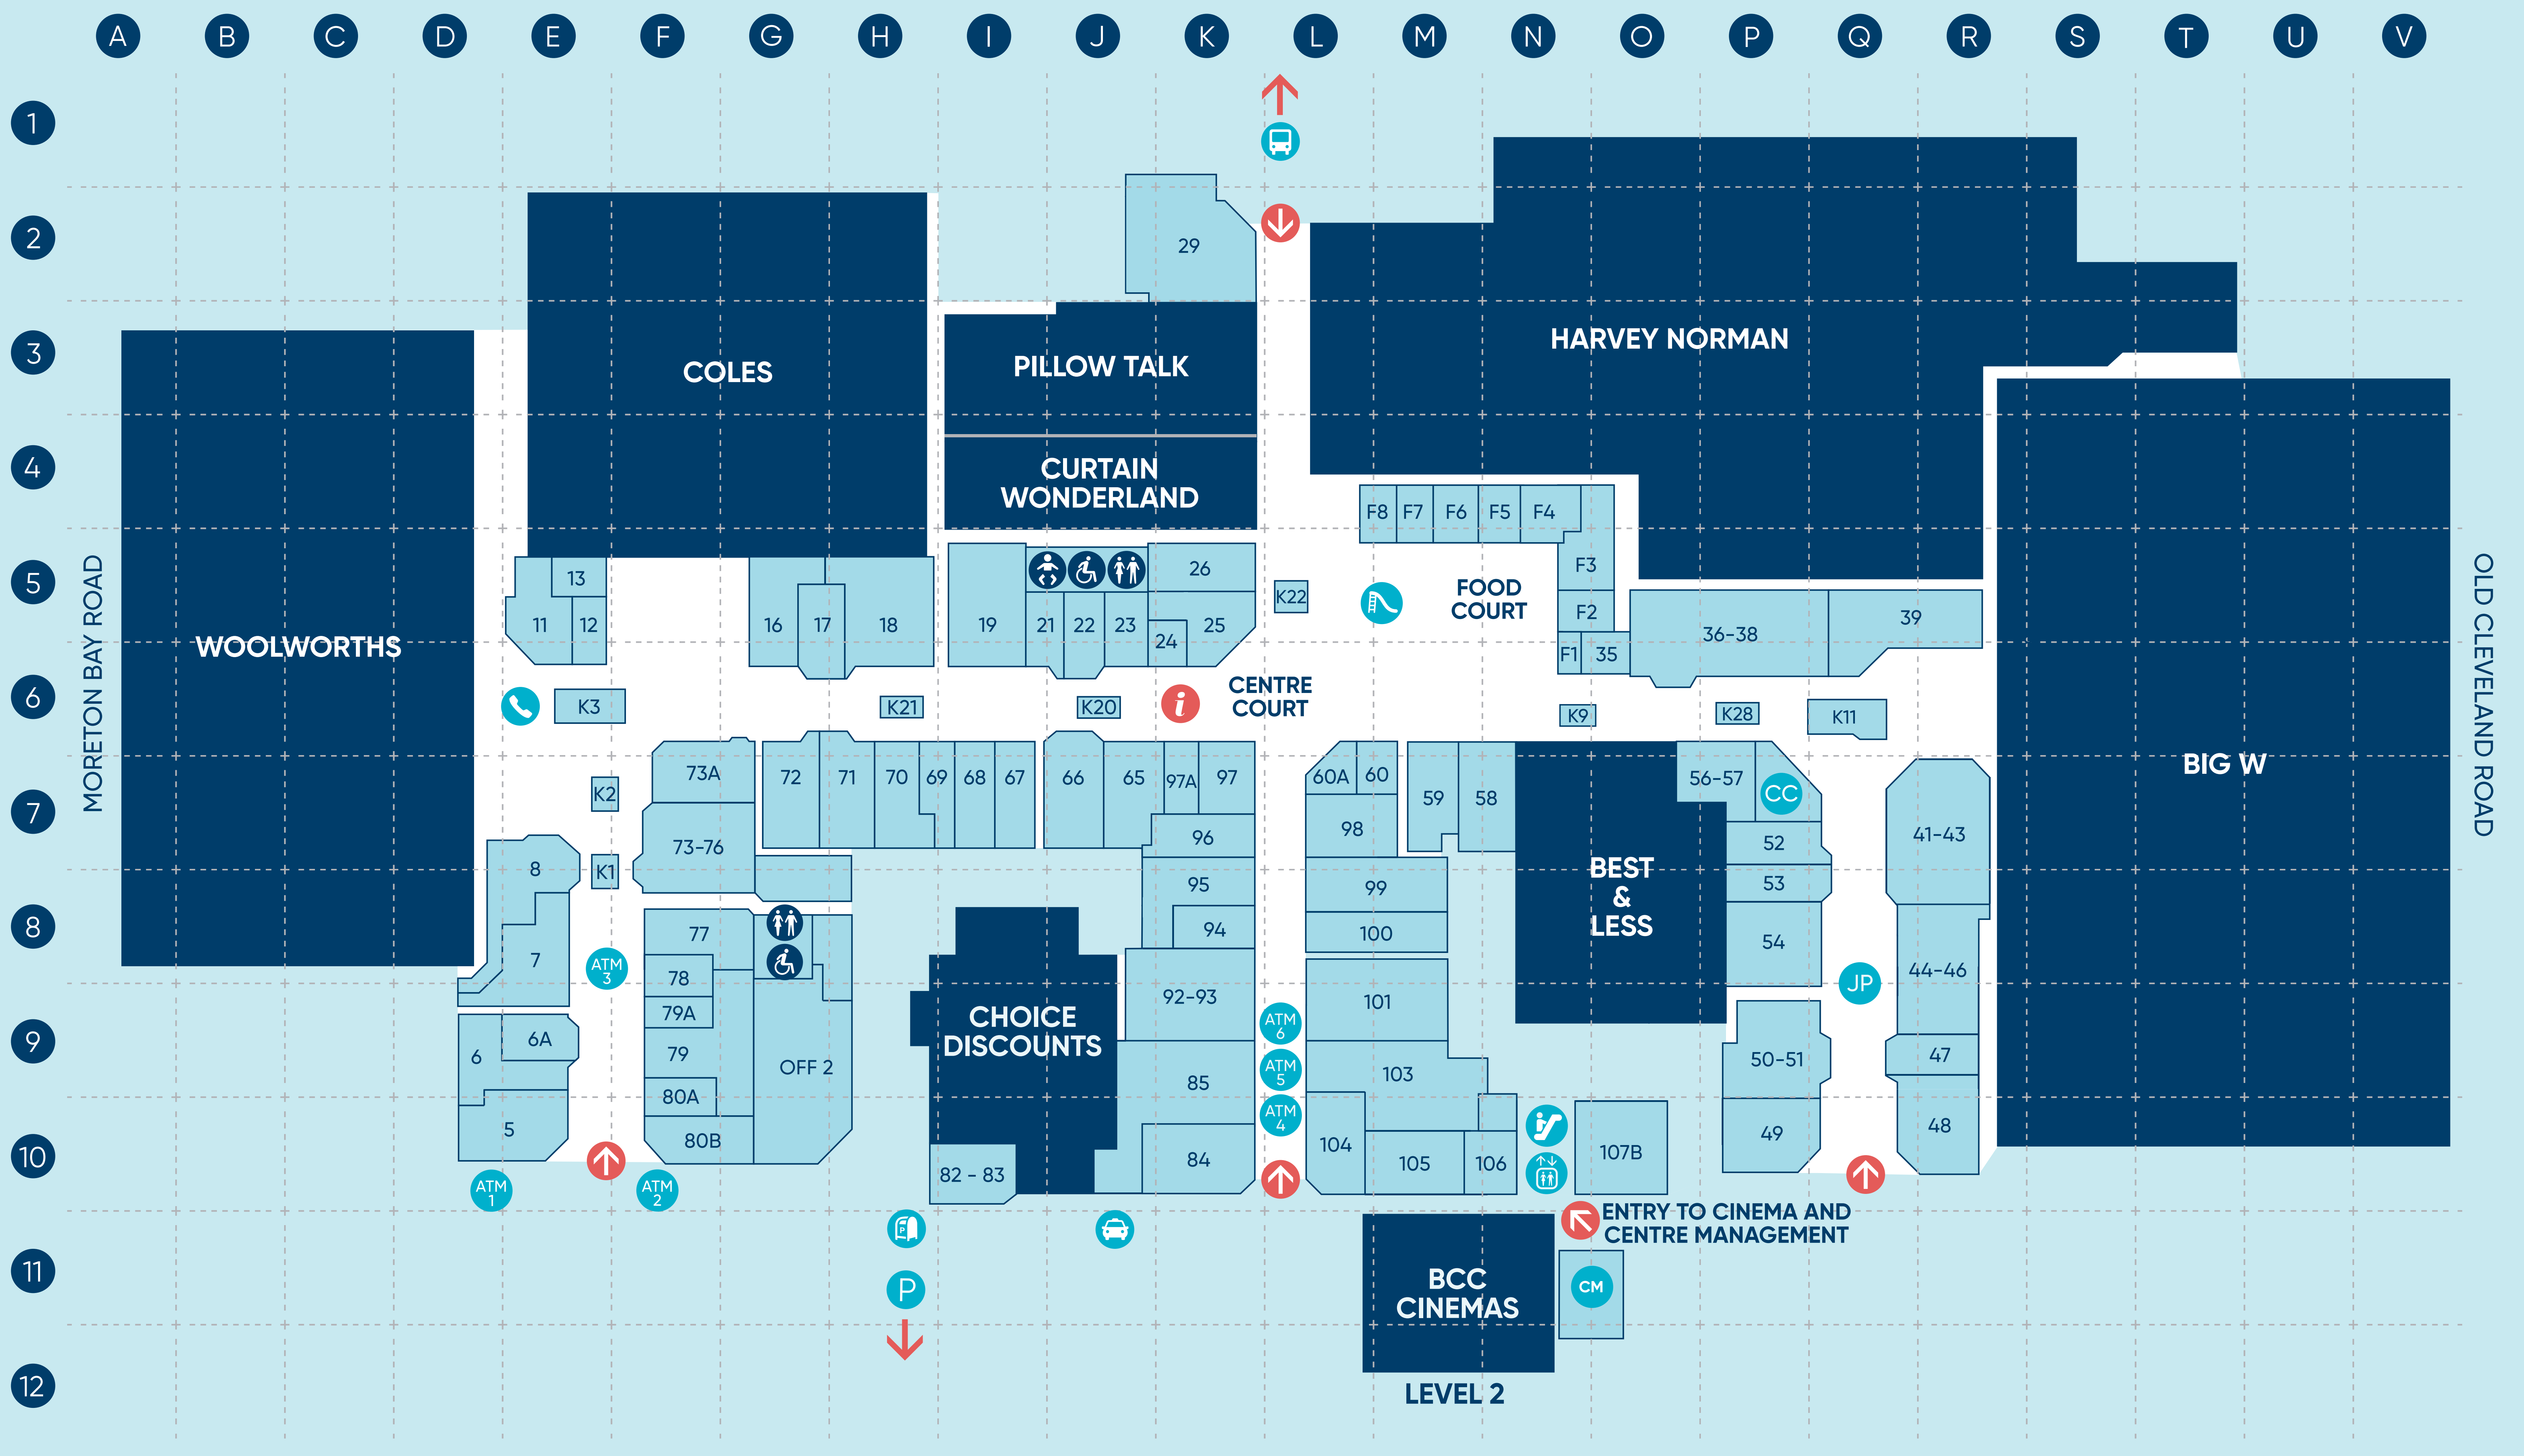 A B C D E F G H I J K L M N O P Q R S T U V
1
2
29
3
HARVEY NORMAN
PILLOW TALK
COLES
4
CURTAIN
WONDERLAND
F8 F7 F6 F5 F4
5
F3
26
13
FOOD
COURT
K22
F2
39
11 12 16 17 18 19 21 22 23 25
24
36-38
WOOLWORTHS
F1 35
MORETON BAY ROAD
OLD CLEVELAND ROAD
6
CENTRE
COURT
K3 K21 K20 i K9 K28 K11
BIG W
73A 72 71 70 69 68 67 66 65 97A 97 60A 60 56-57
7
K2
59 58
CC
98
41-43
96
52
73-76
8 K1
95 99
BEST
&
LESS
53
8
77
94 100
54
7
ATM
3
78
44-46
JP
92-93 101
79A
CHOICE
DISCOUNTS
ATM
6
9
6 6A
79
OFF 2
50-51 47
ATM
5
85 103
80A
ATM
4
5
80B
49 48
10
104
107B
84 105 106
82 - 83
ATM
1
ATM
2
P
ENTRY TO CINEMA AND
CENTRE MANAGEMENT
11
P
BCC
CINEMAS
CM
12
LEVEL 2